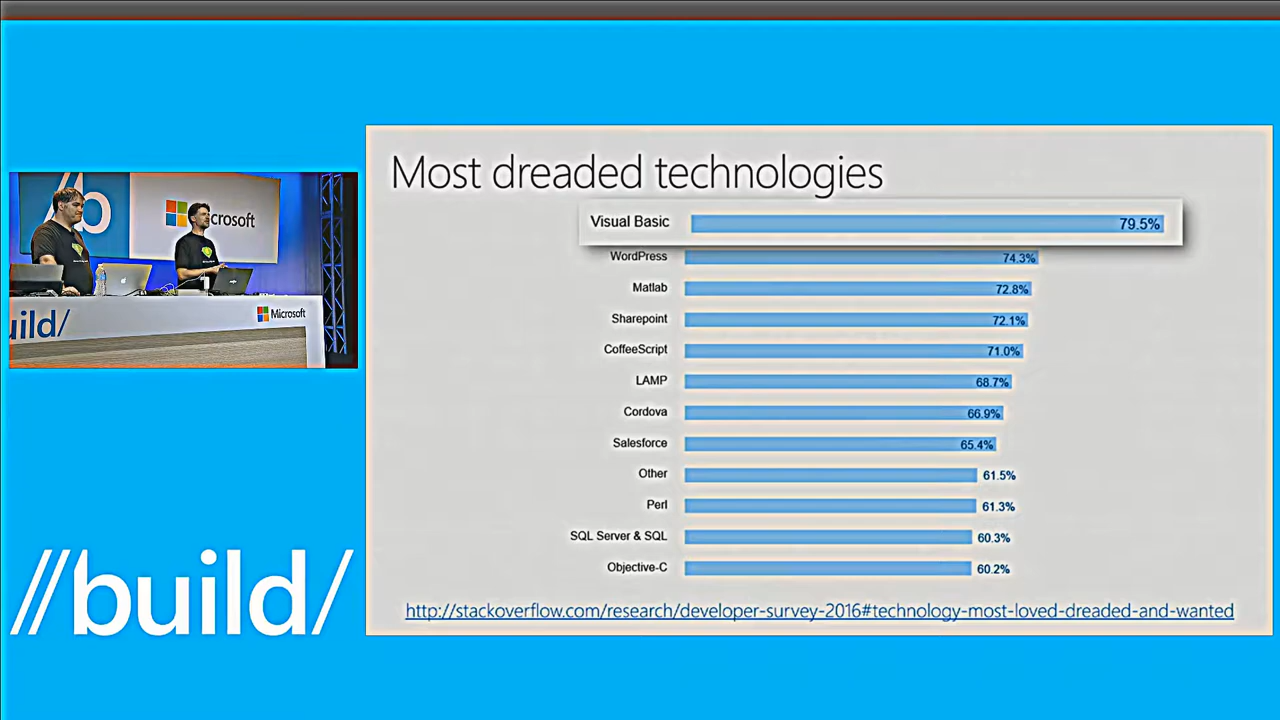 Most dreaded technologies
Visual Basic 79.5%
WordPress 74.3%
Matlab 72.8%
Sharepoint 72.1%
CoffeeScript 71.0%
LAMP 68.7%
Cordova 66.9%
Salesforce 65.4%
Other 61.5%
Perl 61.3%
SQL Server & SQL 60.3%
Objective-C 60.2%
http://stackoverflow.com/research/developer-survey-2016#technology-most-loved-dreaded-and-wanted
crosoft
uild/
Microsoft
//build/